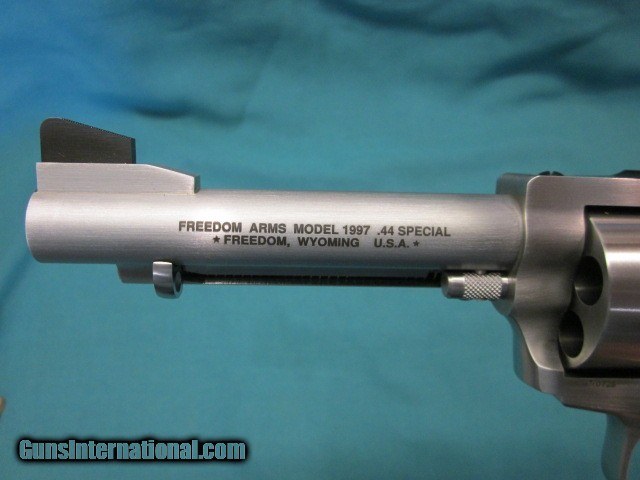 FREEDOM ARMS MODEL 1997 .44 SPECIAL
★ FREEDOM, WYOMING U.S.A. ★
GunsInternational.com